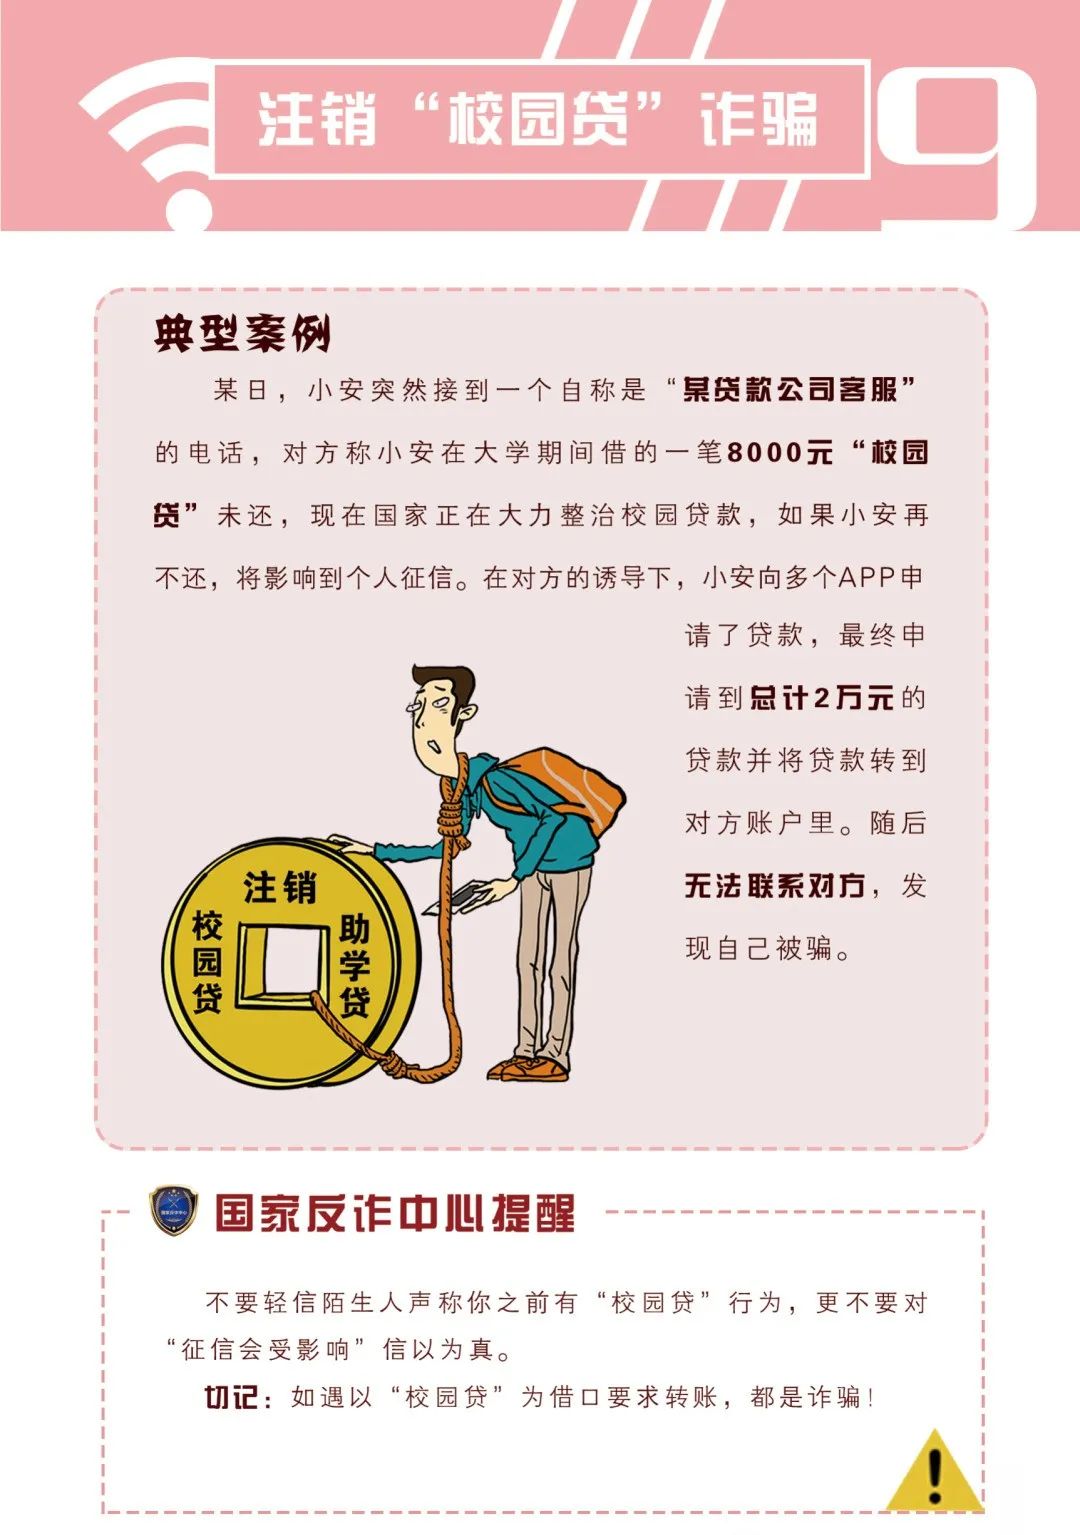 注销“校园贷”诈骗
9
典型案例
某日，小安突然接到一个自称是“某贷款公司客服”
的电话，对方称小安在大学期间借的一笔8000元“校园
贷”未还，现在国家正在大力整治校园贷款，如果小安再
不还，将影响到个人征信。在对方的诱导下，小安向多个APP申
请了贷款，最终申
请到总计2万元的
贷款并将贷款转到
对方账户里。随后
无法联系对方，发
现自己被骗。
注销
校园贷
助学贷
国家反诈中心
国家反诈中心提醒
不要轻信陌生人声称你之前有“校园贷”行为，更不要对
“征信会受影响”信以为真。
切记：如遇以“校园贷”为借口要求转账，都是诈骗！